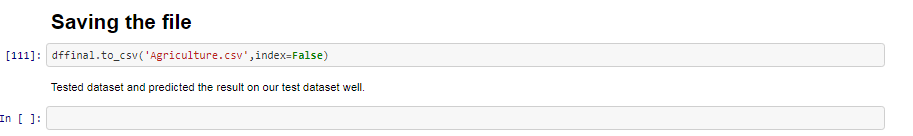 Saving the file
[111]: dffinal.to_csv('Agriculture.csv',index=False)
Tested dataset and predicted the result on our test dataset well.
In [ ]: